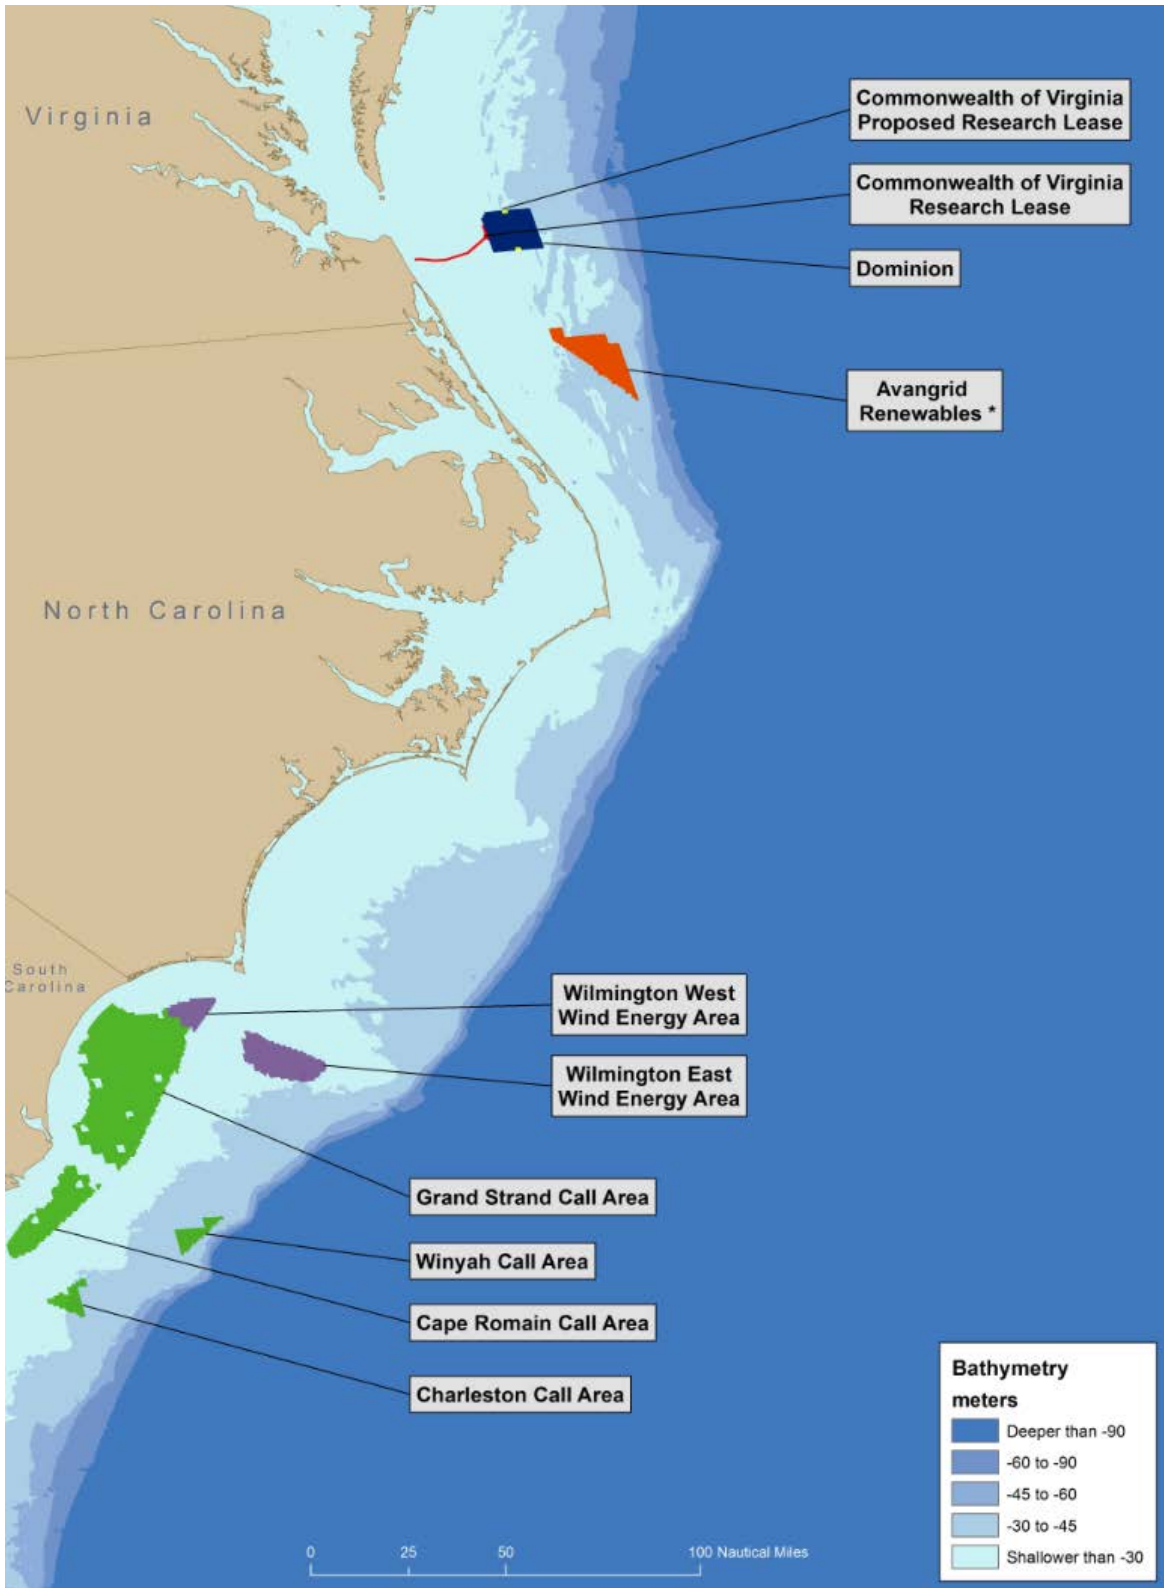 Virginia
Commonwealth of Virginia
Proposed Research Lease
Commonwealth of Virginia
Research Lease
Dominion
Avangrid
Renewables *
North Carolina
South
Carolina
Wilmington West
Wind Energy Area
Wilmington East
Wind Energy Area
Grand Strand Call Area
Winyah Call Area
Cape Romain Call Area
Charleston Call Area
Bathymetry
meters
Deeper than -90
-60 to -90
-45 to -60
-30 to -45
Shallower than -30
0 25 50 100 Nautical Miles